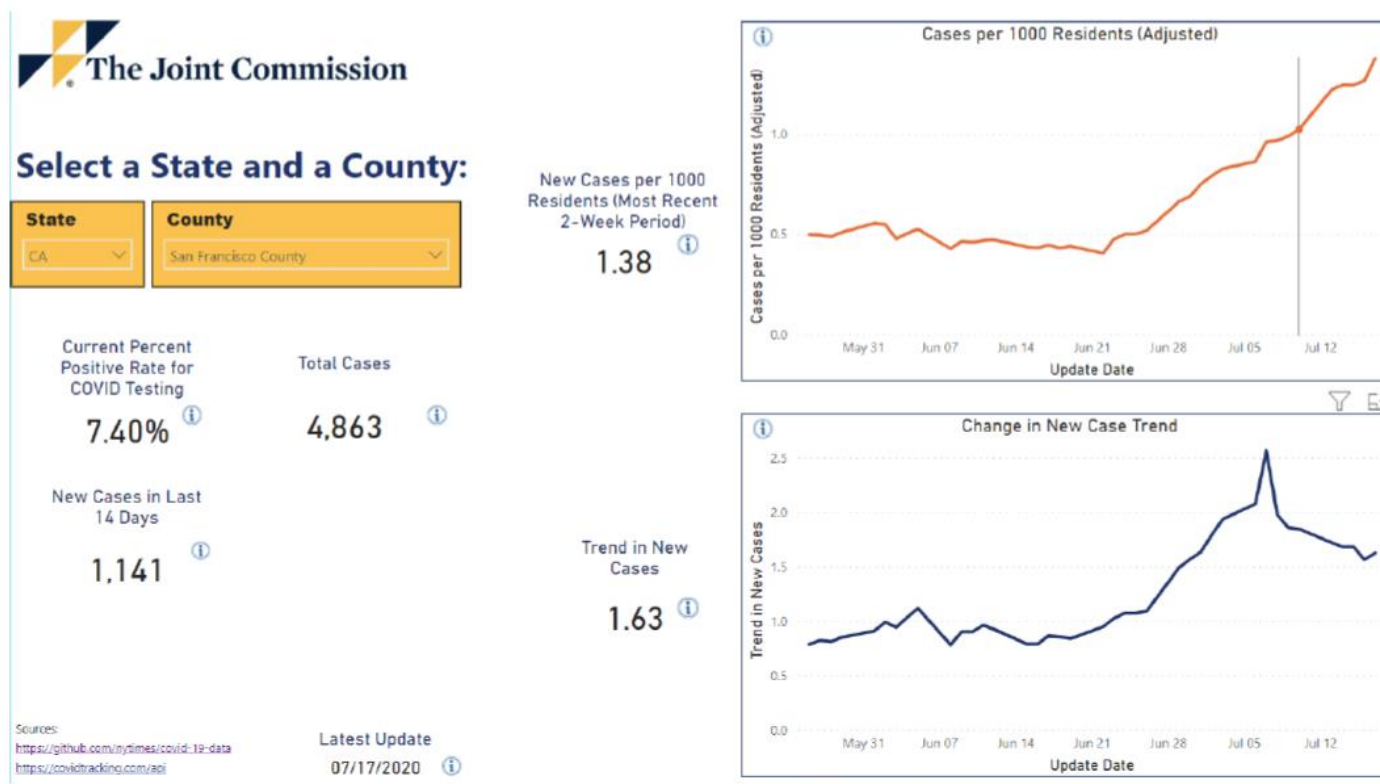 The Joint Commission
®
Select a State and a County:
State
CA
County
San Francisco County
New Cases per 1000
Residents (Most Recent
2-Week Period)
1.38
Current Percent
Positive Rate for
COVID Testing
7.40%
Total Cases
4,863
New Cases in Last
14 Days
1,141
Trend in New
Cases
1.63
Sources:
https://github.com/nytimes/covid-19-data
https://covidtracking.com/api
Latest Update
07/17/2020
Cases per 1000 Residents (Adjusted)
Cases per 1000 Residents (Adjusted)
1.0
0.5
0.0
May 31
Jun 07
Jun 14
Jun 21
Jun 28
Jul 05
Jul 12
Update Date
Change in New Case Trend
Trend in New Cases
2.5
2.0
1.5
1.0
0.5
0.0
May 31
Jun 07
Jun 14
Jun 21
Jun 28
Jul 05
Jul 12
Update Date